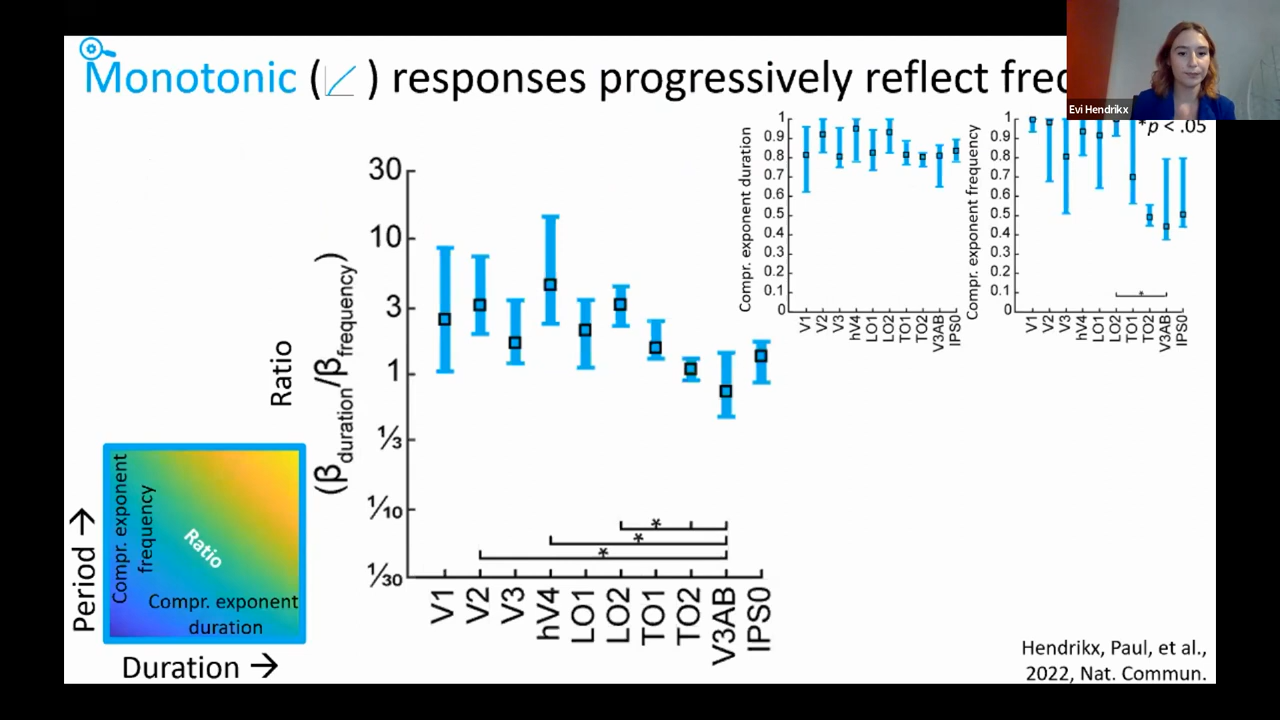 Monotonic ( ) responses progressively reflect freq
Evi Hendrikx
*p < .05
Ratio
(βduration/βfrequency)
30
10
3
1
⅓
⅒
1/30
V1 V2 V3 hV4 LO1 LO2 TO1 TO2 V3AB IPS0
* 
*
*
Compr. exponent duration
1
0.9
0.8
0.7
0.6
0.5
0.4
0.3
0.2
0.1
0
V1 V2 V3 hV4 LO1 LO2 TO1 TO2 V3AB IPS0
Compr. exponent frequency
1
0.9
0.8
0.7
0.6
0.5
0.4
0.3
0.2
0.1
0
*
V1 V2 V3 hV4 LO1 LO2 TO1 TO2 V3AB IPS0
Period →
Compr. exponent
frequency
Ratio
Compr. exponent
duration
Duration →
Hendrikx, Paul, et al.,
2022, Nat. Commun.